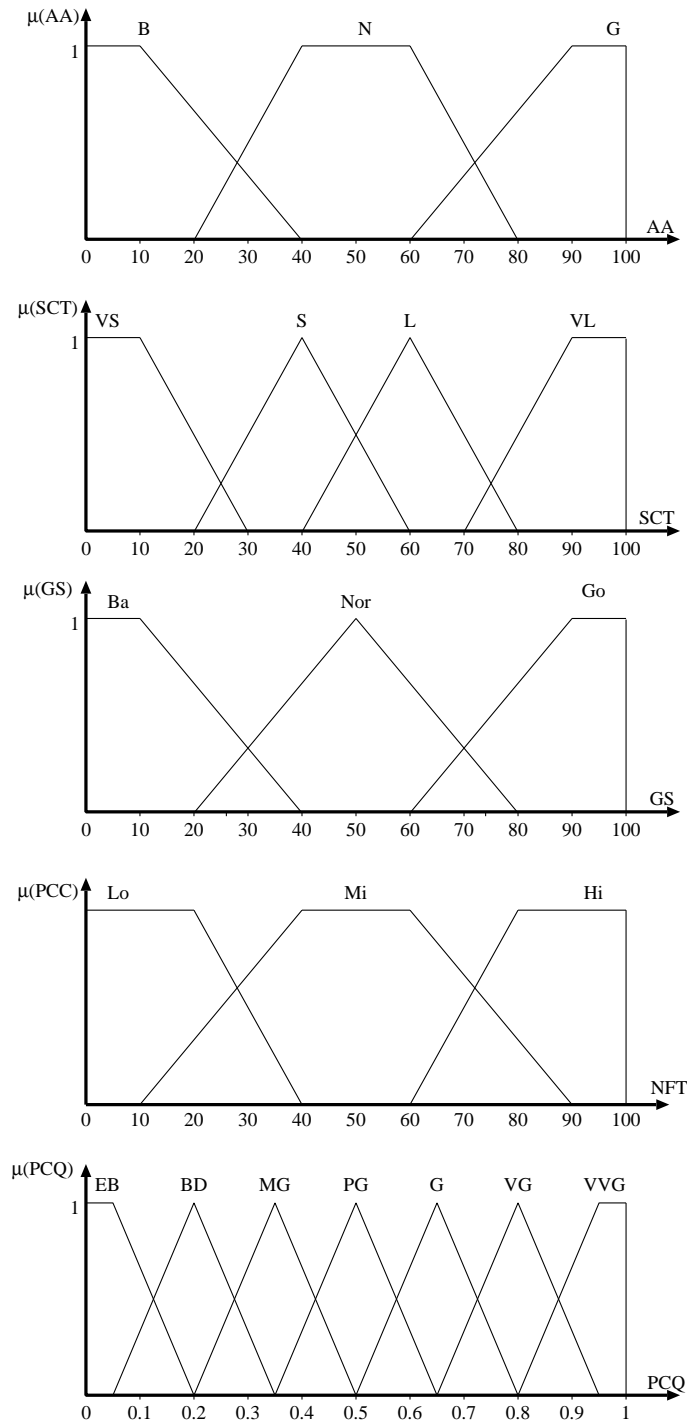 μ(AA)
B N G
1
AA
0 10 20 30 40 50 60 70 80 90 100
μ(SCT)
VS S L VL
1
SCT
0 10 20 30 40 50 60 70 80 90 100
μ(GS)
Ba Nor Go
1
GS
0 10 20 30 40 50 60 70 80 90 100
μ(PCC)
Lo Mi Hi
NFT
0 10 20 30 40 50 60 70 80 90 100
μ(PCQ)
EB BD MG PG G VG VVG
1
PCQ
0 0.1 0.2 0.3 0.4 0.5 0.6 0.7 0.8 0.9 1